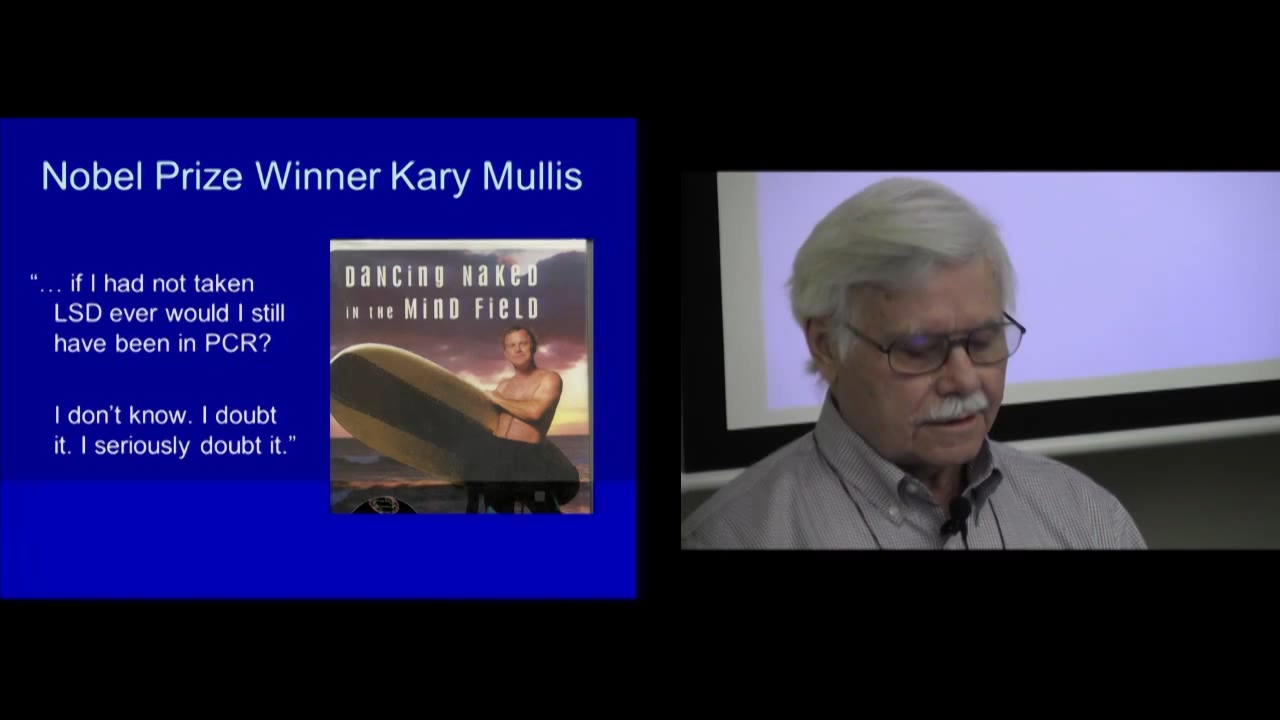 Nobel Prize Winner Kary Mullis
“… if I had not taken
LSD ever would I still
have been in PCR?
I don’t know. I doubt
it. I seriously doubt it.”
DANCING NAKED
IN THE MIND FIELD